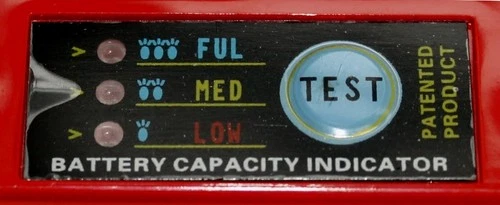 FUL
MED
LOW
TEST
PATENTED
PRODUCT
BATTERY CAPACITY INDICATOR